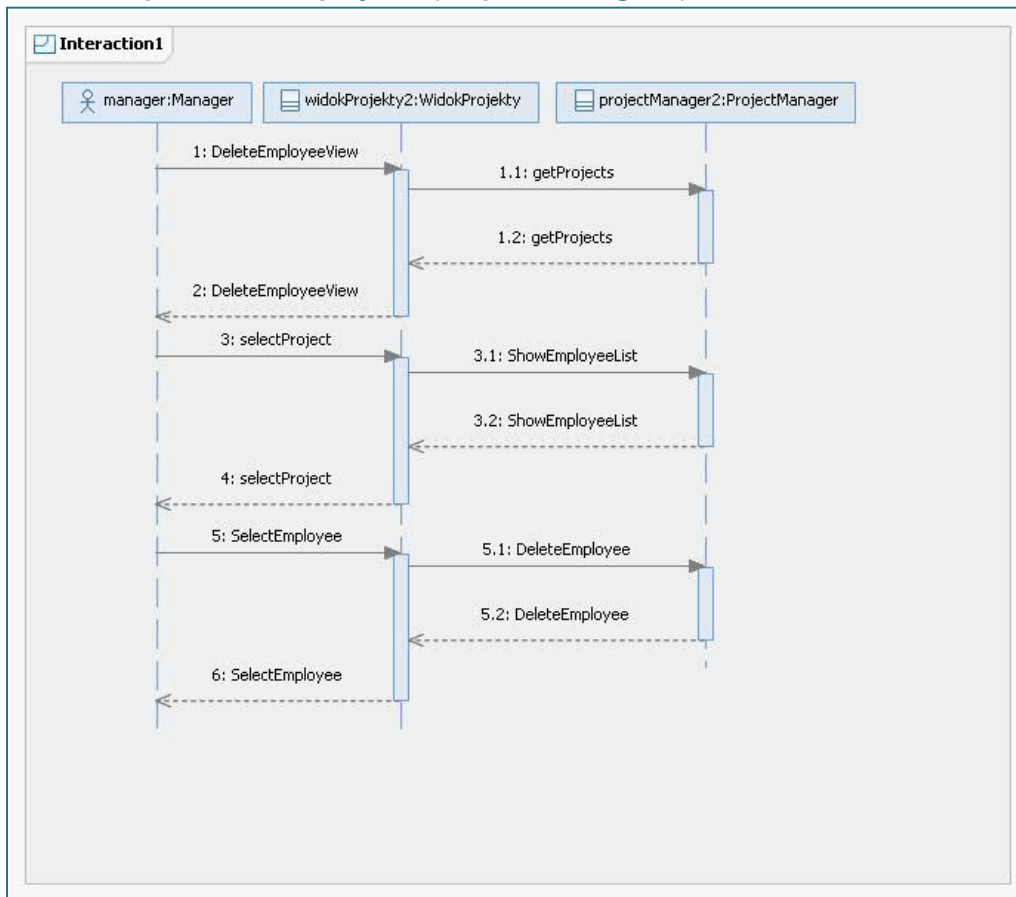 Interaction1
manager:Manager
widokProjekty2:WidokProjekty
projectManager2:ProjectManager
1: DeleteEmployeeView
1.1: getProjects
1.2: getProjects
2: DeleteEmployeeView
3: selectProject
3.1: ShowEmployeeList
3.2: ShowEmployeeList
4: selectProject
5: SelectEmployee
5.1: DeleteEmployee
5.2: DeleteEmployee
6: SelectEmployee